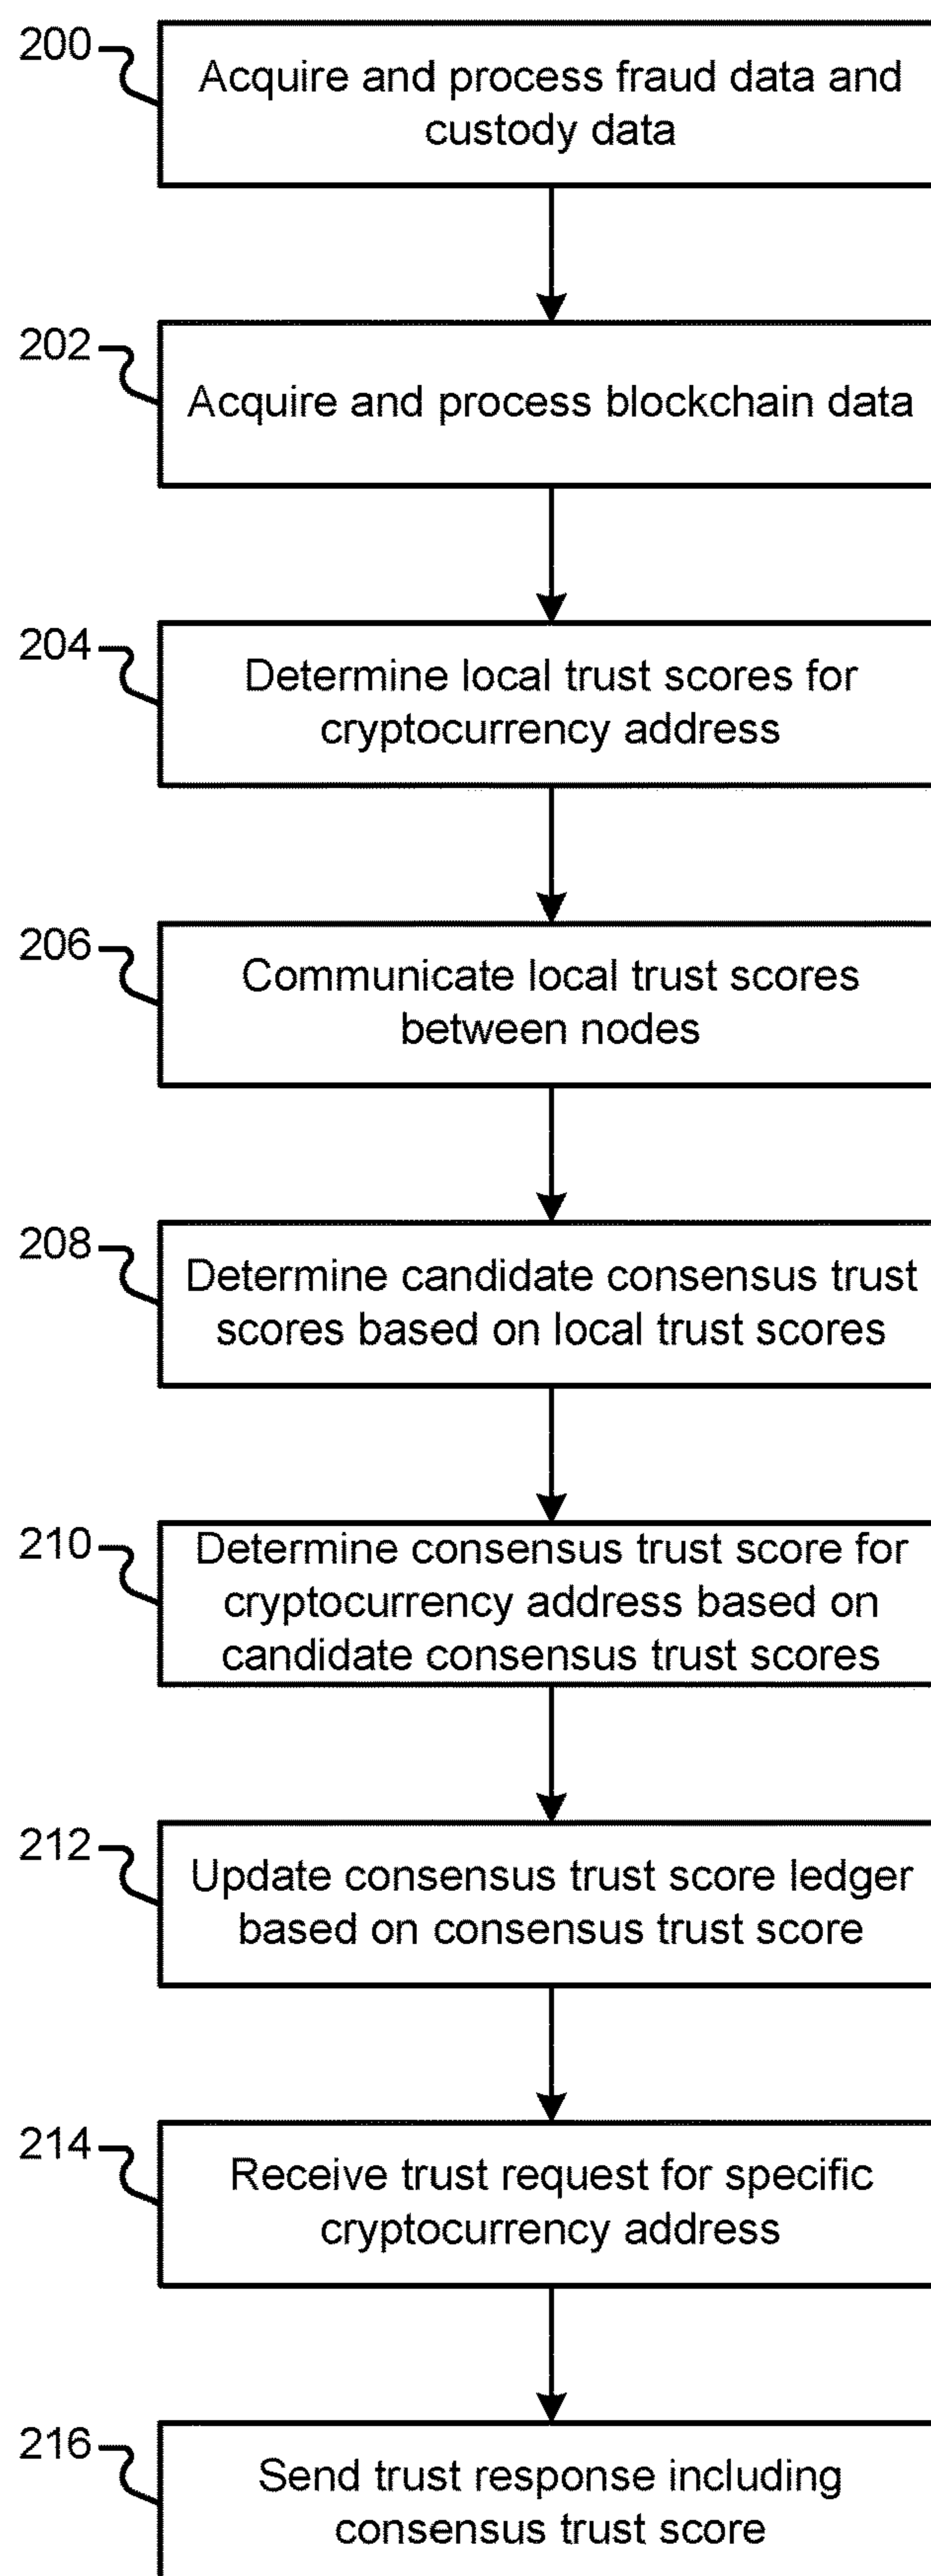 200
Acquire and process fraud data and
custody data
202
Acquire and process blockchain data
204
Determine local trust scores for
cryptocurrency address
206
Communicate local trust scores
between nodes
208
Determine candidate consensus trust
scores based on local trust scores
210
Determine consensus trust score for
cryptocurrency address based on
candidate consensus trust scores
212
Update consensus trust score ledger
based on consensus trust score
214
Receive trust request for specific
cryptocurrency address
216
Send trust response including
consensus trust score